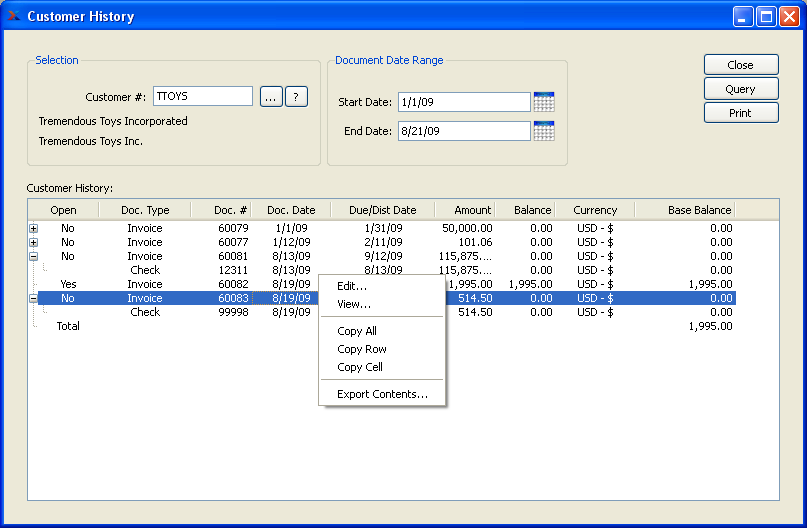 Customer History
Selection
Document Date Range
Close
Customer #: TTOYS ... ?
Start Date: 1/1/09
Query
Tremendous Toys Incorporated
Print
End Date: 8/21/09
Tremendous Toys Inc.
Customer History:
Open Doc. Type Doc. # Doc. Date Due/Dist Date Amount Balance Currency Base Balance
No Invoice 60079 1/1/09 1/31/09 50,000.00 0.00 USD - $ 0.00
No Invoice 60077 1/12/09 2/11/09 101.06 0.00 USD - $ 0.00
No Invoice 60081 8/13/09 9/12/09 115,875.... 0.00 USD - $ 0.00
Check 12311 8/13/09 8/13/09 115,875.... 0.00 USD - $ 0.00
Yes Invoice 60082 8/19/09 1,995.00 1,995.00 USD - $ 1,995.00
No Invoice 60083 8/19/09 514.50 0.00 USD - $ 0.00
Check 99998 8/19/09 514.50 0.00 USD - $ 0.00
Total 1,995.00
Edit...
View...
Copy All
Copy Row
Copy Cell
Export Contents...